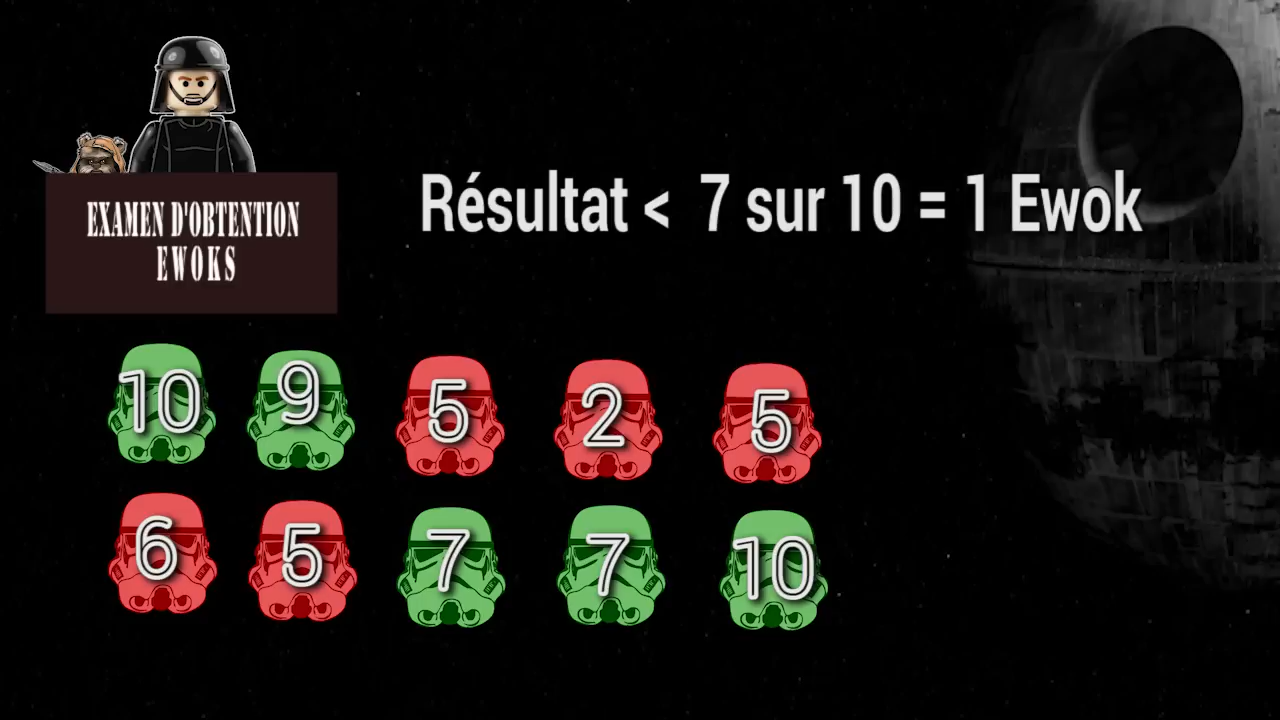 EXAMEN D'OBTENTION
EWOKS
Résultat < 7 sur 10 = 1 Ewok
10 9 5 2 5
6 5 7 7 10